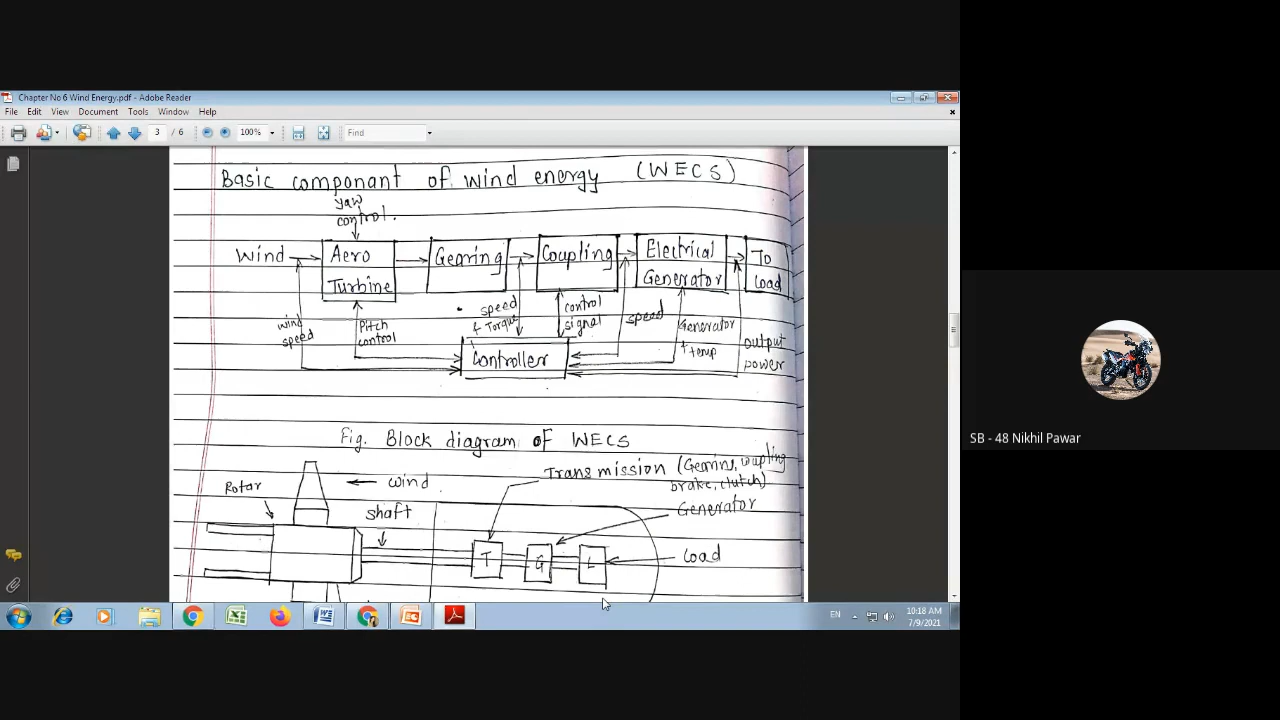 Chapter No 6 Wind Energy.pdf - Adobe Reader
File Edit View Document Tools Window Help
3 / 6 100% Find
Basic componant of wind energy (WECS)
yaw
control.
Wind
Aero
Turbine
Gearing
Coupling
Electrical
Generator
To
Load
wind
speed
Pitch
control
speed
+ Torque
control
signal
speed
Generator
+ temp
output
power
Controller
Fig. Block diagram of WECS
Transmission (Gearing, coupling
brake, clutch)
Rotar
wind
shaft
Generator
T
G
L
Load
SB - 48 Nikhil Pawar
EN
10:18 AM
7/9/2021